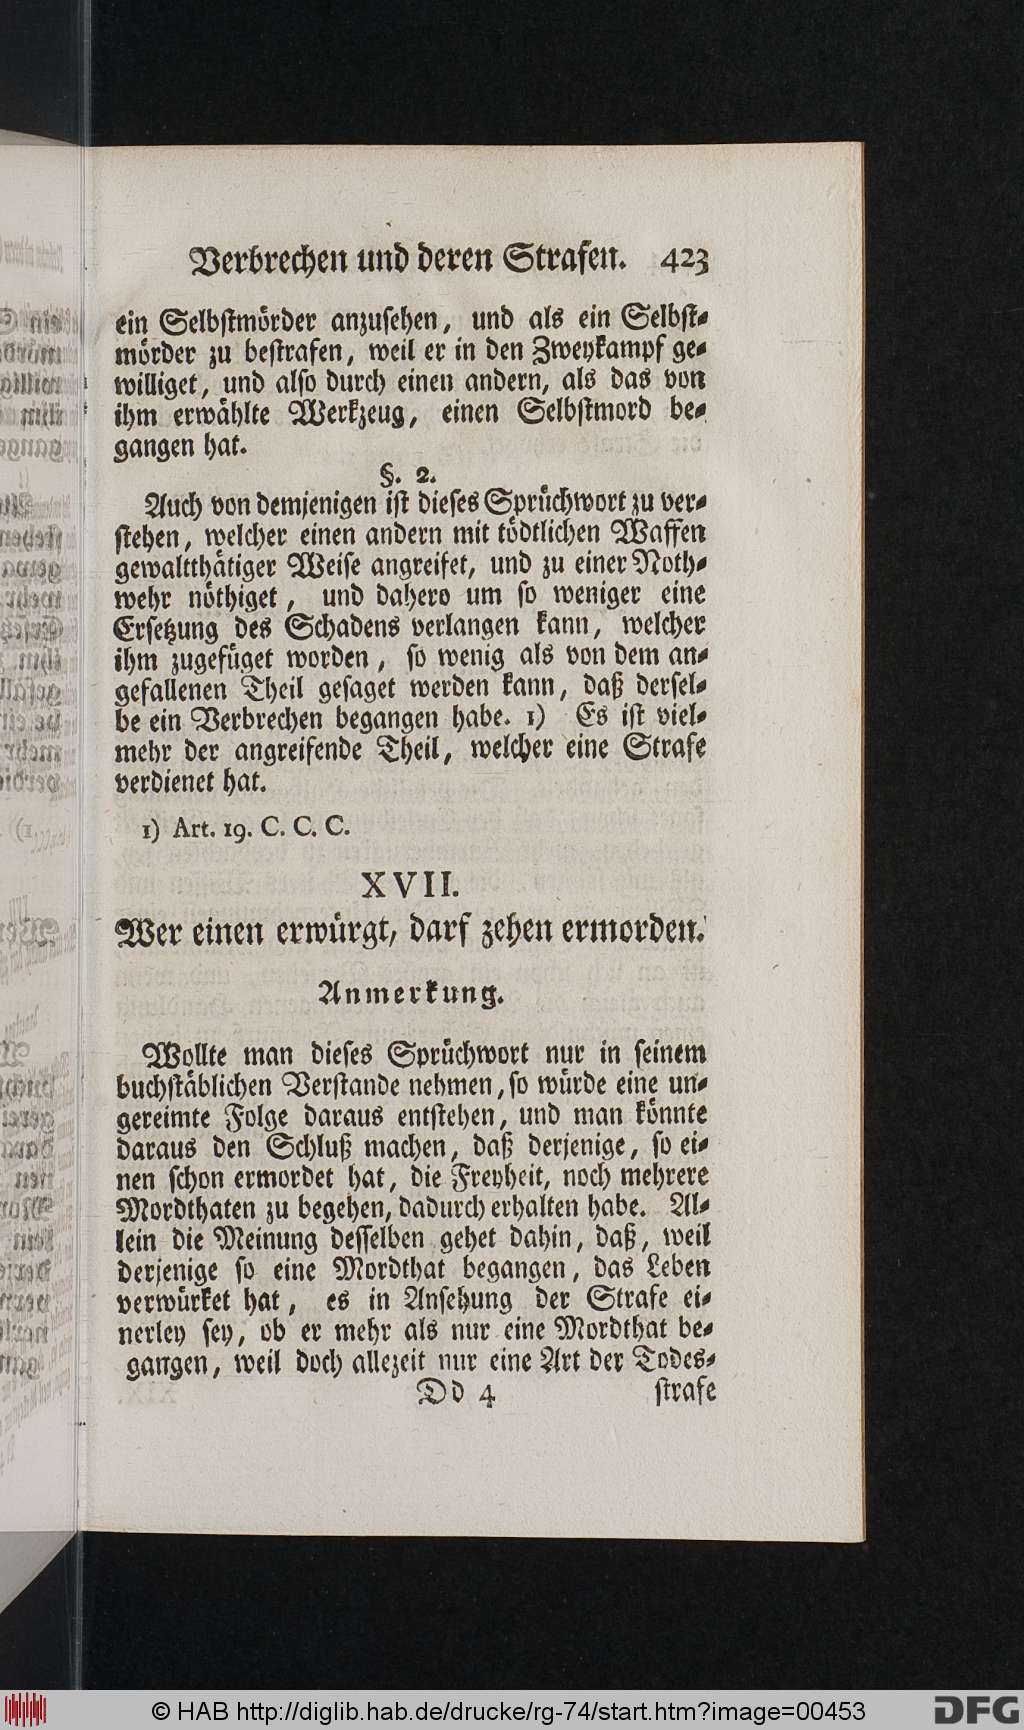 Verbrechen und deren Strafen. 423
ein Selbstmörder anzusehen, und als ein Selbst-
mörder zu bestrafen, weil er in den Zweykampf ge-
williget, und also durch einen andern, als das von
ihm erwählte Werkzeug, einen Selbstmord be-
gangen hat.
§. 2.
Auch von demjenigen ist dieses Sprüchwort zu ver-
stehen, welcher einen andern mit tödtlichen Waffen
gewaltthätiger Weise angreifet, und zu einer Noth-
wehr nöthiget, und dahero um so weniger eine
Ersetzung des Schadens verlangen kann, welcher
ihm zugefüget worden, so wenig als von dem an-
gefallenen Theil gesaget werden kann, daß dersel-
be ein Verbrechen begangen habe. 1) Es ist viel-
mehr der angreifende Theil, welcher eine Strafe
verdienet hat.
1) Art. 19. C. C. C.
XVII.
Wer einen erwürgt, darf zehen ermorden.
Anmerkung.
Wollte man dieses Sprüchwort nur in seinem
buchstäblichen Verstande nehmen, so würde eine un-
gereimte Folge daraus entstehen, und man könnte
daraus den Schluß machen, daß derjenige, so ei-
nen schon ermordet hat, die Freyheit, noch mehrere
Mordthaten zu begehen, dadurch erhalten habe. Al-
lein die Meinung desselben gehet dahin, daß, weil
derjenige so eine Mordthat begangen, das Leben
verwürket hat, es in Ansehung der Strafe ei-
nerley sey, ob er mehr als nur eine Mordthat be-
gangen, weil doch allezeit nur eine Art der Todes-
Dd 4 strafe
© HAB http://diglib.hab.de/drucke/rg-74/start.htm?image=00453
DFG